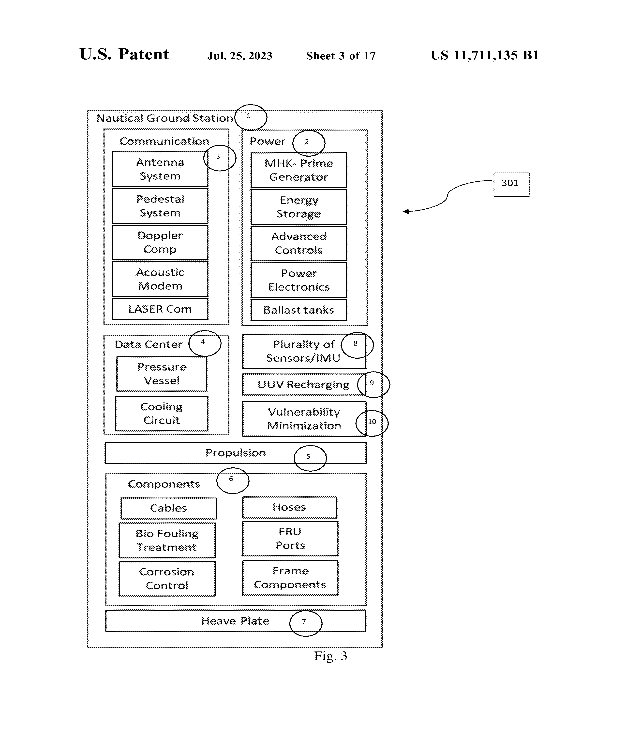 U.S. Patent Jul. 25, 2023 Sheet 3 of 17 US 11,711,135 B1
Nautical Ground Station 1
Communication
3
Antenna
System
Pedestal
System
Doppler
Comp
Acoustic
Modem
LASER Com
Power 2
MHK- Prime
Generator
Energy
Storage
Advanced
Controls
Power
Electronics
Ballast tanks
301
Data Center 4
Pressure
Vessel
Cooling
Circuit
Plurality of
Sensors/IMU 8
UUV Recharging 9
Vulnerability
Minimization 10
Propulsion 5
Components 6
Cables
Bio Fouling
Treatment
Corrosion
Control
Hoses
FRU
Ports
Frame
Components
Heave Plate 7
Fig. 3